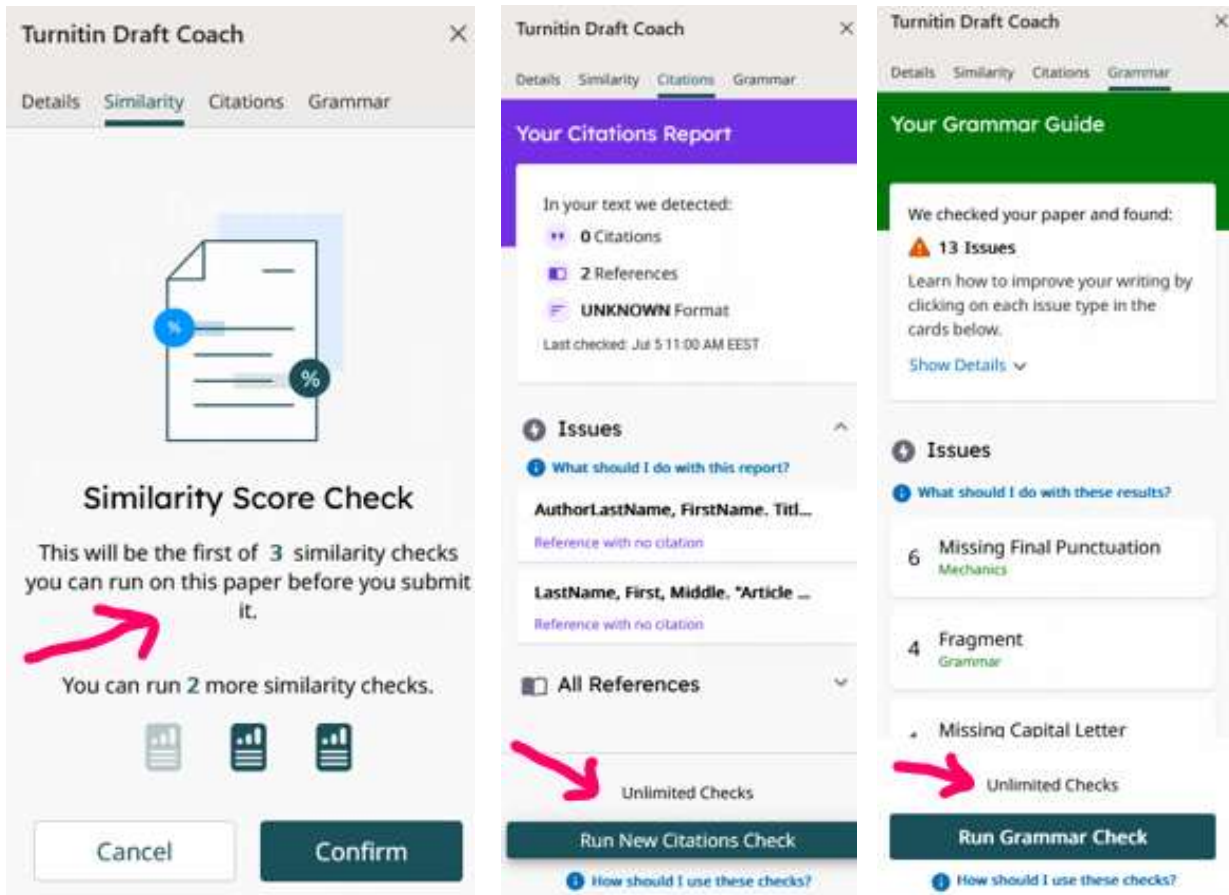 Turnitin Draft Coach
Details Similarity Citations Grammar
%
%
Similarity Score Check
This will be the first of 3 similarity checks
you can run on this paper before you submit
it.
You can run 2 more similarity checks.
Cancel Confirm
Turnitin Draft Coach
Details Similarity Citations Grammar
Your Citations Report
In your text we detected:
0 Citations
2 References
UNKNOWN Format
Last checked: Jul 5 11:00 AM EEST
Issues
What should I do with this report?
AuthorLastName, FirstName. Titl...
Reference with no citation
LastName, First, Middle. "Article ...
Reference with no citation
All References
Unlimited Checks
Run New Citations Check
How should I use these checks?
Turnitin Draft Coach
Details Similarity Citations Grammar
Your Grammar Guide
We checked your paper and found:
13 Issues
Learn how to improve your writing by
clicking on each issue type in the
cards below.
Show Details
Issues
What should I do with these results?
6 Missing Final Punctuation
Mechanics
4 Fragment
Grammar
Missing Capital Letter
Unlimited Checks
Run Grammar Check
How should I use these checks?